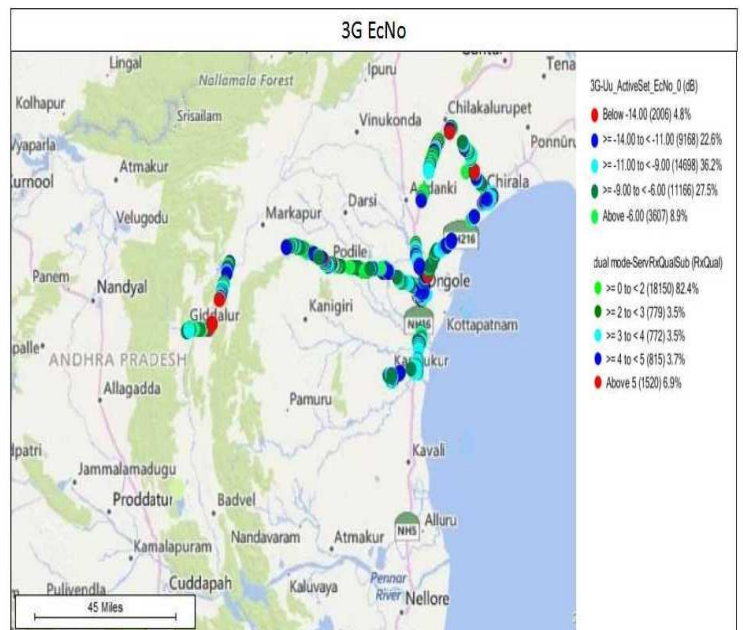 3G EcNo
Lingal
Ipuru
Tena
Kolhapur
Nallamala Forest
Srisailam
Chilakalurupet
Vinukonda
Ponnūru
yaparla
Atmakur
urnool
Darsi
Chirala
Velugodu
Markapur
H216
Podile
Panem
Nandyal
Ongole
Giddalur
Kanigiri
Kottapatnam
palle
ANDHRA PRADESH
Allagadda
Pamuru
Kavali
dpatri
Jammalamadugu
Proddatur
Badvel
Alluru
NH5
Nandavaram
Atmakur
Kamalapuram
Cuddapah
Kaluvaya
Pennar
River
Nellore
Pulivendla
45 Miles
3G-Uu_ActiveSet_EcNo_0 (dB)
Below -14.00 (2006) 4.8%
>= -14.00 to < -11.00 (9168) 22.6%
>= -11.00 to < -9.00 (14698) 36.2%
>= -9.00 to < -6.00 (11166) 27.5%
Above -6.00 (3607) 8.9%
dual mode-ServRxQualSub (RxQual)
>= 0 to < 2 (18150) 82.4%
>= 2 to < 3 (779) 3.5%
>= 3 to < 4 (772) 3.5%
>= 4 to < 5 (815) 3.7%
Above 5 (1520) 6.9%